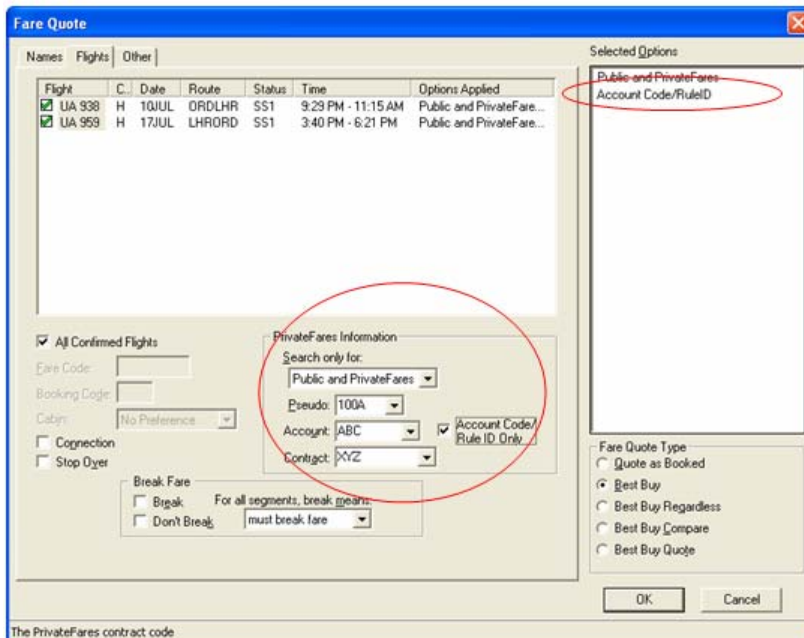 Fare Quote
Names Flights Other
Flight C.. Date Route Status Time Options Applied
UA 938 H 10JUL ORDLHR SS1 9:29 PM - 11:15 AM Public and PrivateFare...
UA 959 H 17JUL LHRORD SS1 3:40 PM - 6:21 PM Public and PrivateFare...
All Confirmed Flights
Fare Code:
Booking Code:
Cabin: No Preference
Connection
Stop Over
PrivateFares Information
Search only for:
Public and PrivateFares
Pseudo: 100A
Account: ABC
Account Code/
Rule ID Only
Contract: XYZ
Break Fare
Break
Don't Break
For all segments, break means:
must break fare
Selected Options
Public and PrivateFares
Account Code/RuleID
Fare Quote Type
Quote as Booked
Best Buy
Best Buy Regardless
Best Buy Compare
Best Buy Quote
OK Cancel
The PrivateFares contract code